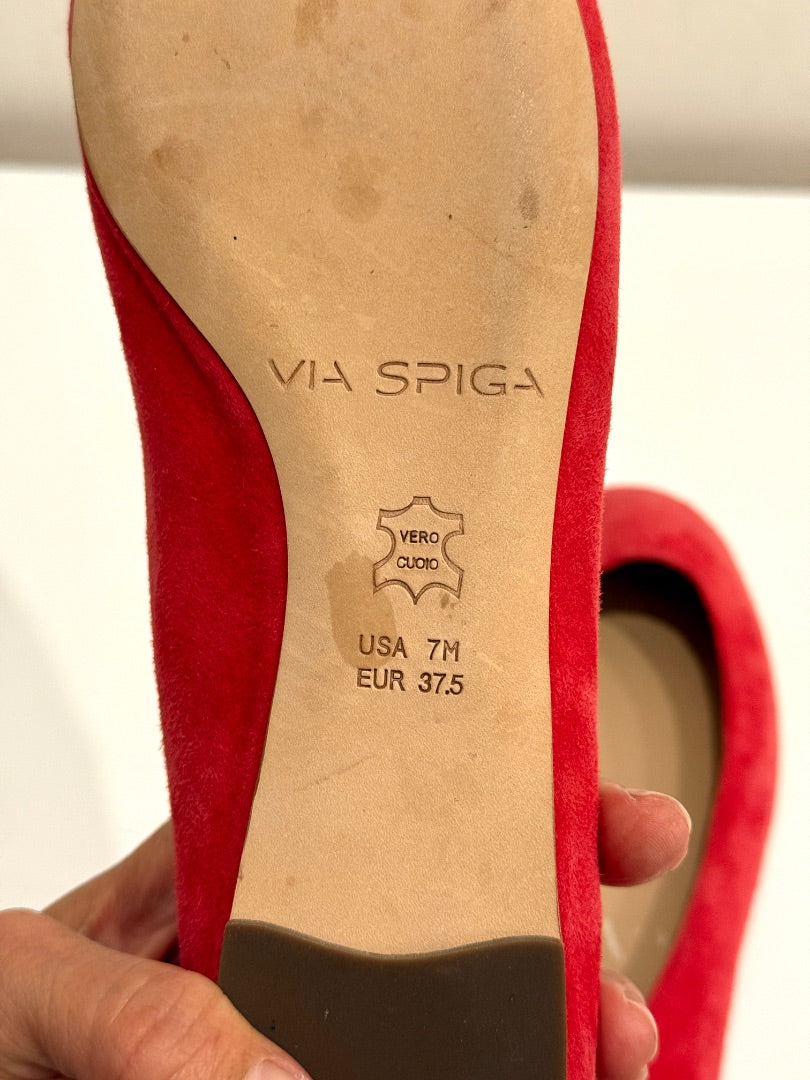 VIA SPIGA
VERO
CUOIO
USA 7M
EUR 37.5